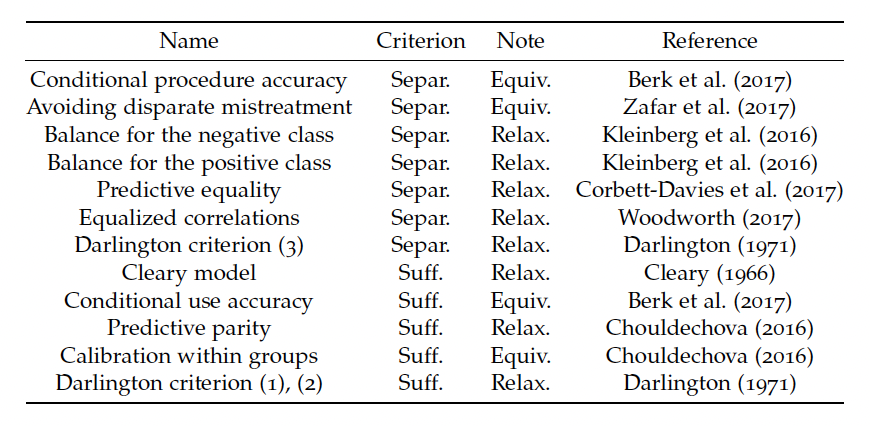 Name Criterion Note Reference
Conditional procedure accuracy Separ. Equiv. Berk et al. (2017)
Avoiding disparate mistreatment Separ. Equiv. Zafar et al. (2017)
Balance for the negative class Separ. Relax. Kleinberg et al. (2016)
Balance for the positive class Separ. Relax. Kleinberg et al. (2016)
Predictive equality Separ. Relax. Corbett-Davies et al. (2017)
Equalized correlations Separ. Relax. Woodworth (2017)
Darlington criterion (3) Separ. Relax. Darlington (1971)
Cleary model Suff. Relax. Cleary (1966)
Conditional use accuracy Suff. Equiv. Berk et al. (2017)
Predictive parity Suff. Relax. Chouldechova (2016)
Calibration within groups Suff. Equiv. Chouldechova (2016)
Darlington criterion (1), (2) Suff. Relax. Darlington (1971)